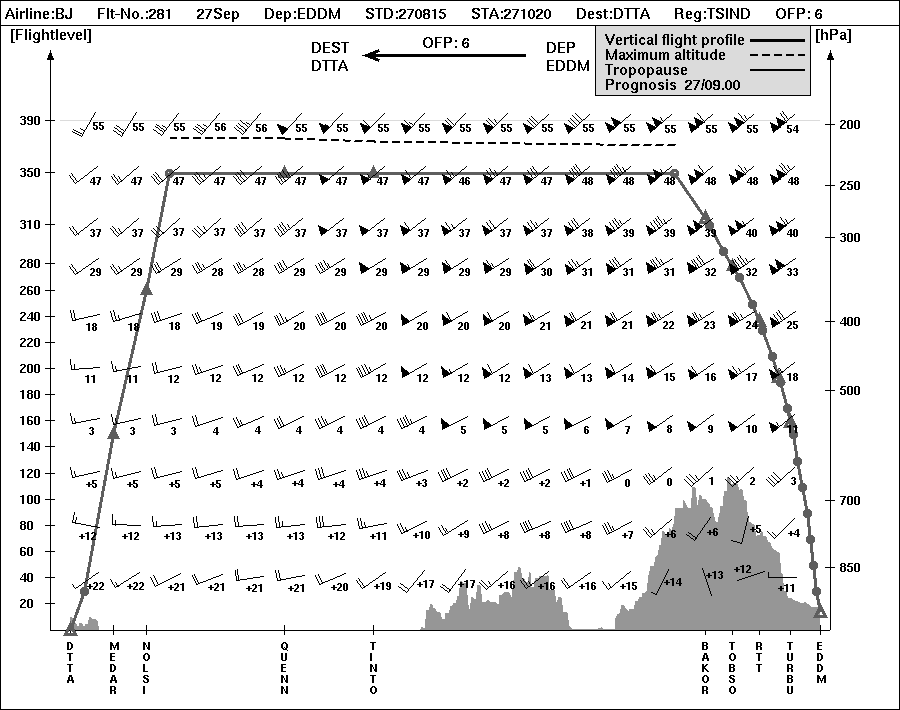 Airline:BJ Flt-No.:281 27Sep Dep:EDDM STD:270815 STA:271020 Dest:DTTA Reg:TSIND OFP: 6
[Flightlevel] [hPa]
DEST OFP: 6 DEP
DTTA EDDM
Vertical flight profile
Maximum altitude
Tropopause
Prognosis 27/09.00
390 55 55 55 56 56 55 55 55 55 55 55 55 55 55 55 55 54 200
350 47 47 47 47 47 47 47 47 47 46 47 47 48 48 48 48 48 48 250
310 37 37 37 37 37 37 37 37 37 37 37 38 39 39 39 40 40 300
280 29 29 29 28 28 29 29 29 29 29 29 30 31 31 31 32 32 33
260
240 18 18 18 19 19 20 20 20 20 20 20 21 21 21 22 23 24 25 400
220
200 11 11 12 12 12 12 12 12 12 12 12 13 13 14 15 16 17 18 500
180
160 3 3 3 4 4 4 4 4 4 5 5 5 6 7 8 9 10 11
140
120 +5 +5 +5 +5 +4 +4 +4 +4 +3 +2 +2 +2 +1 0 0 1 2 3
100 700
80 +12 +12 +13 +13 +13 +13 +12 +11 +10 +9 +8 +8 +8 +7 +6 +6 +5 +4
60
40 +22 +22 +21 +21 +21 +21 +20 +19 +17 +17 +16 +16 +16 +15 +14 +13 +12 +11 850
20
DTTA
MEDAR
NOLSI
QUENN
TINTO
BAKOR
TOBSO
RTT
TURBU
EDDM